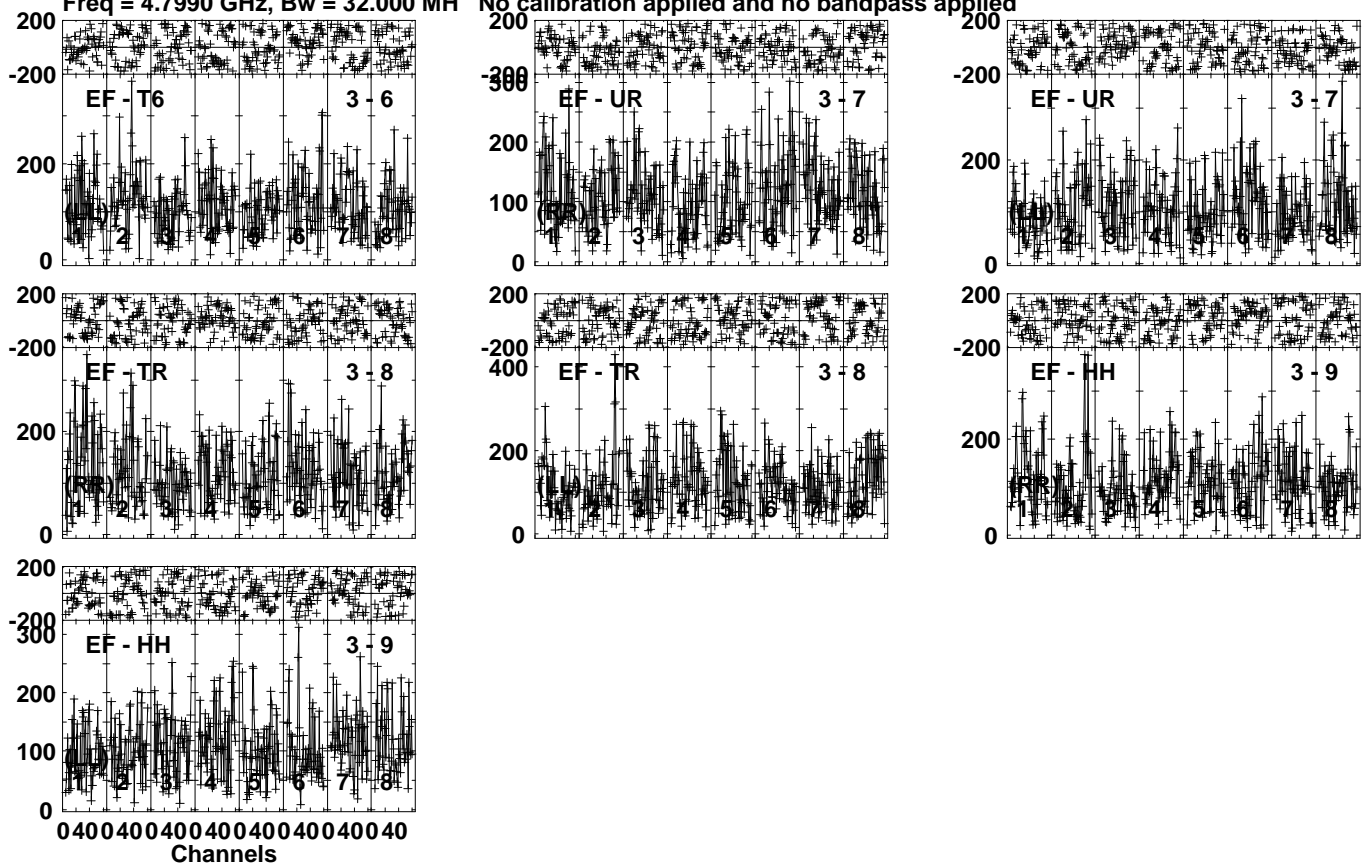 Freq = 4.7990 GHz, Bw = 32.000 MH No calibration applied and no bandpass applied
200
-200
EF - T6 3 - 6
200
(LL)
1 2 3 4 5 6 7 8
0
200
-200
300
EF - UR 3 - 7
200
100
(RR)
1 2 3 4 5 6 7 8
0
200
-200
EF - UR 3 - 7
200
(LL)
1 2 3 4 5 6 7 8
0
200
-200
EF - TR 3 - 8
200
(RR)
1 2 3 4 5 6 7 8
0
200
-200
400
EF - TR 3 - 8
200
(LL)
1 2 3 4 5 6 7 8
0
200
-200
EF - HH 3 - 9
200
(RR)
1 2 3 4 5 6 7 8
0
200
-200
300
EF - HH 3 - 9
200
100
(LL)
1 2 3 4 5 6 7 8
0
0 40 0 40 0 40 0 40 0 40 0 40 0 40 0 40
Channels